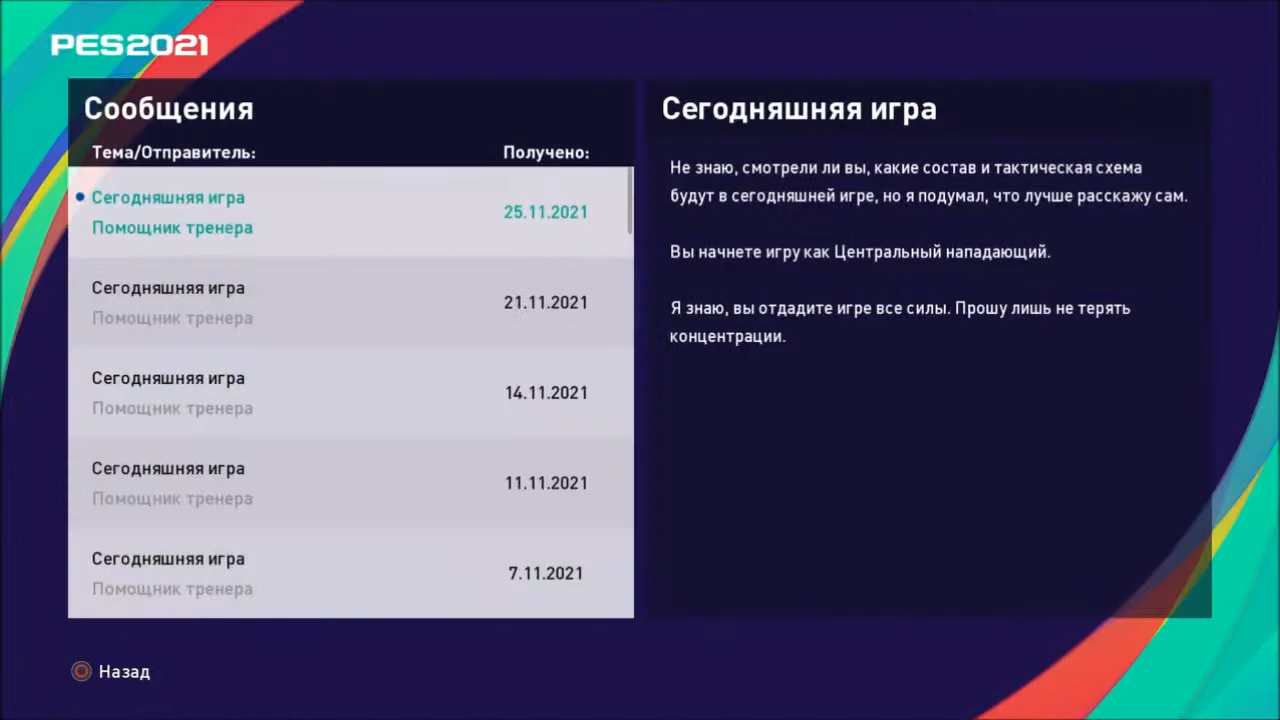 PES2021
Сообщения
Тема/Отправитель: Получено:
Сегодняшняя игра
Помощник тренера
25.11.2021
Сегодняшняя игра
Помощник тренера
21.11.2021
Сегодняшняя игра
Помощник тренера
14.11.2021
Сегодняшняя игра
Помощник тренера
11.11.2021
Сегодняшняя игра
Помощник тренера
7.11.2021
Сегодняшняя игра
Не знаю, смотрели ли вы, какие состав и тактическая схема
будут в сегодняшней игре, но я подумал, что лучше расскажу сам.
Вы начнете игру как Центральный нападающий.
Я знаю, вы отдадите игре все силы. Прошу лишь не терять
концентрации.
Назад